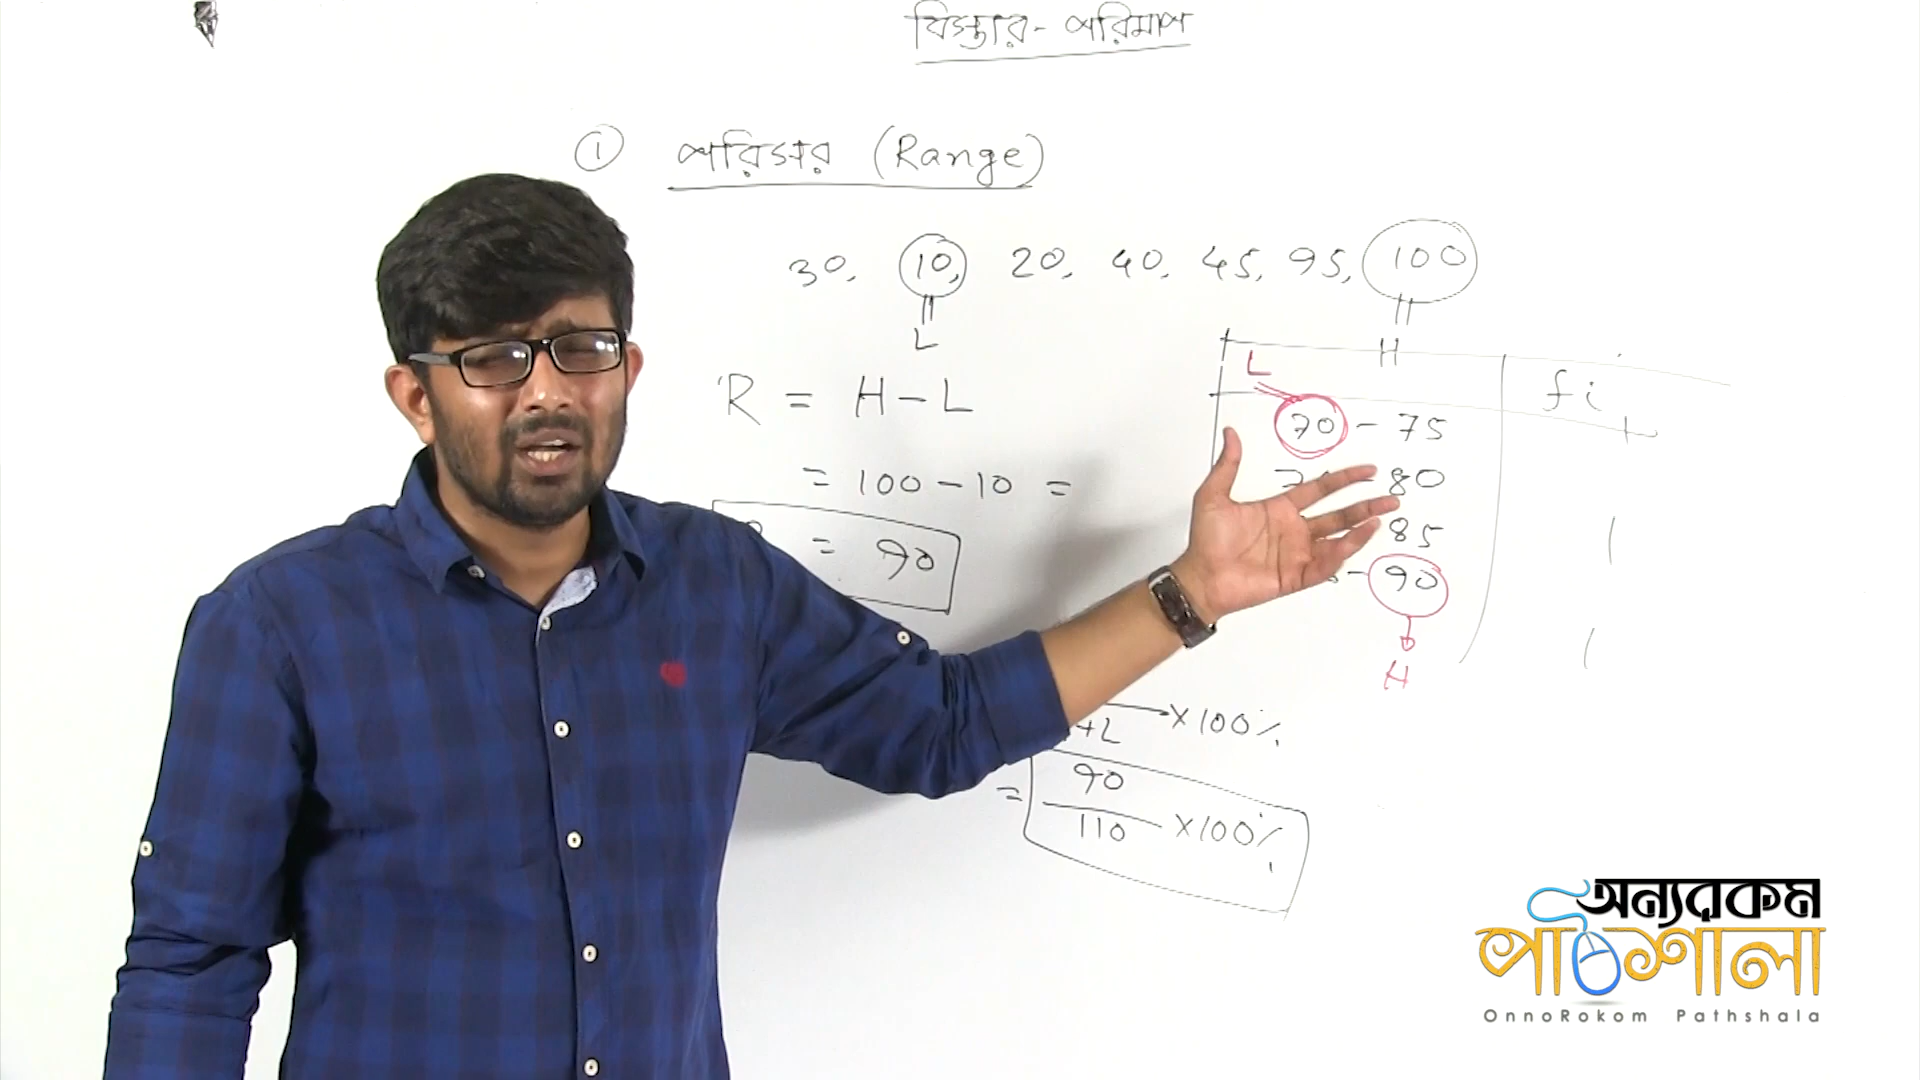 বিস্তার - পরিমাপ
① পরিসর (Range)
30, 10, 20, 40, 45, 95, 100
L
H
R = H - L
= 100 - 10 =
= 90
L
fi
70 - 75
80
85
- 90
H
+L × 100%
= 90/110 × 100%
অন্যরকম
পাঠশালা
OnnoRokom Pathshala